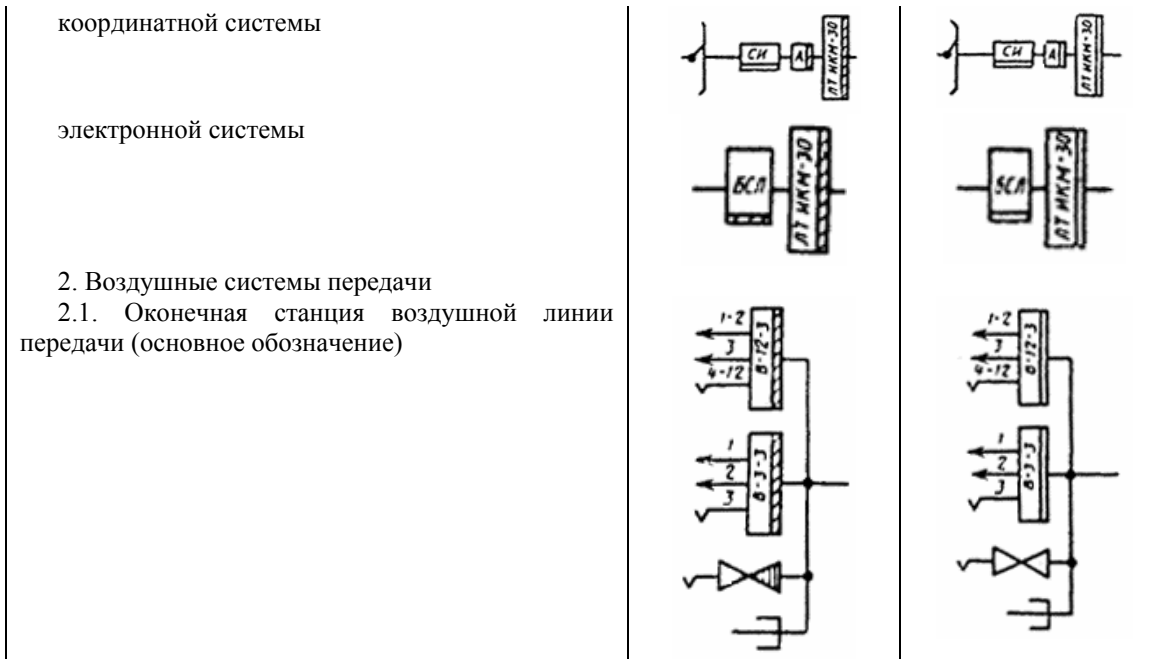 координатной системы
СИ А ЛТ ИКМ-30
СИ А ЛТ ИКМ-30
электронной системы
БСЛ ЛТ ИКМ-30
БСЛ ЛТ ИКМ-30
2. Воздушные системы передачи
2.1. Оконечная станция воздушной линии
передачи (основное обозначение)
1-2
3
4-12
В-12-3
1-2
3
4-12
В-12-3
1
2
3
В-3-3
1
2
3
В-3-3